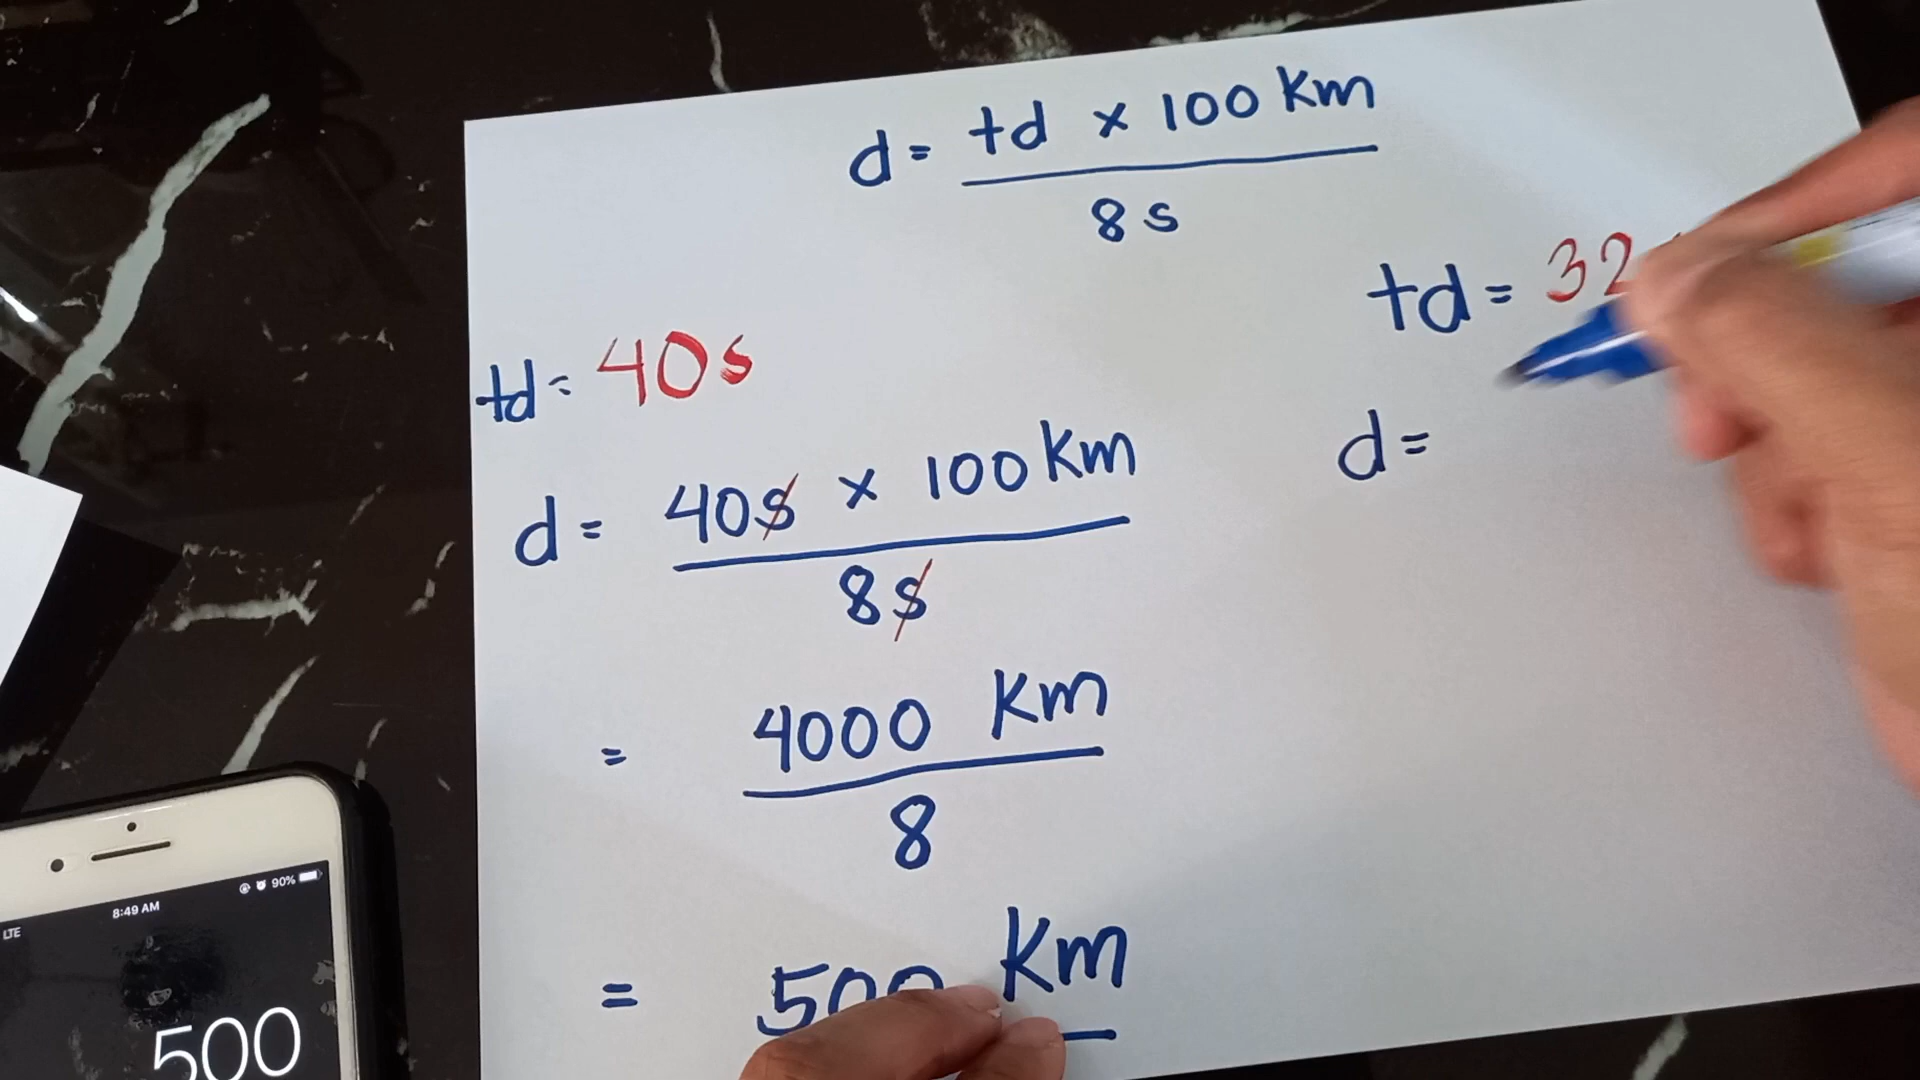 d = td x 100 Km
8 s
td = 32
td = 40s
d =
d = 40s x 100 Km
8s
= 4000 Km
8
= 500 Km
LTE 8:49 AM 90%
500